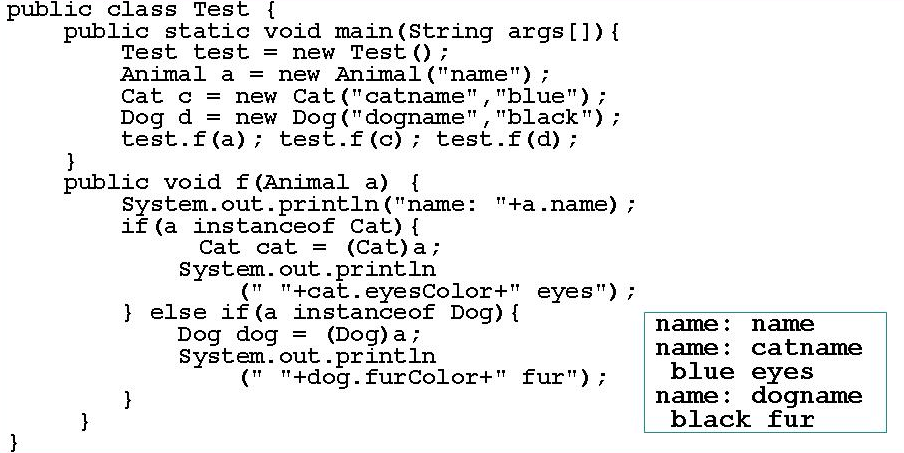 public class Test {
    public static void main(String args[]){
        Test test = new Test();
        Animal a = new Animal("name");
        Cat c = new Cat("catname","blue");
        Dog d = new Dog("dogname","black");
        test.f(a); test.f(c); test.f(d);
    }
    public void f(Animal a) {
        System.out.println("name: "+a.name);
        if(a instanceof Cat){
             Cat cat = (Cat)a;
            System.out.println
                (" "+cat.eyesColor+" eyes");
        } else if(a instanceof Dog){
            Dog dog = (Dog)a;
            System.out.println
                (" "+dog.furColor+" fur");
        }
     }
}
name: name
name: catname
 blue eyes
name: dogname
 black fur